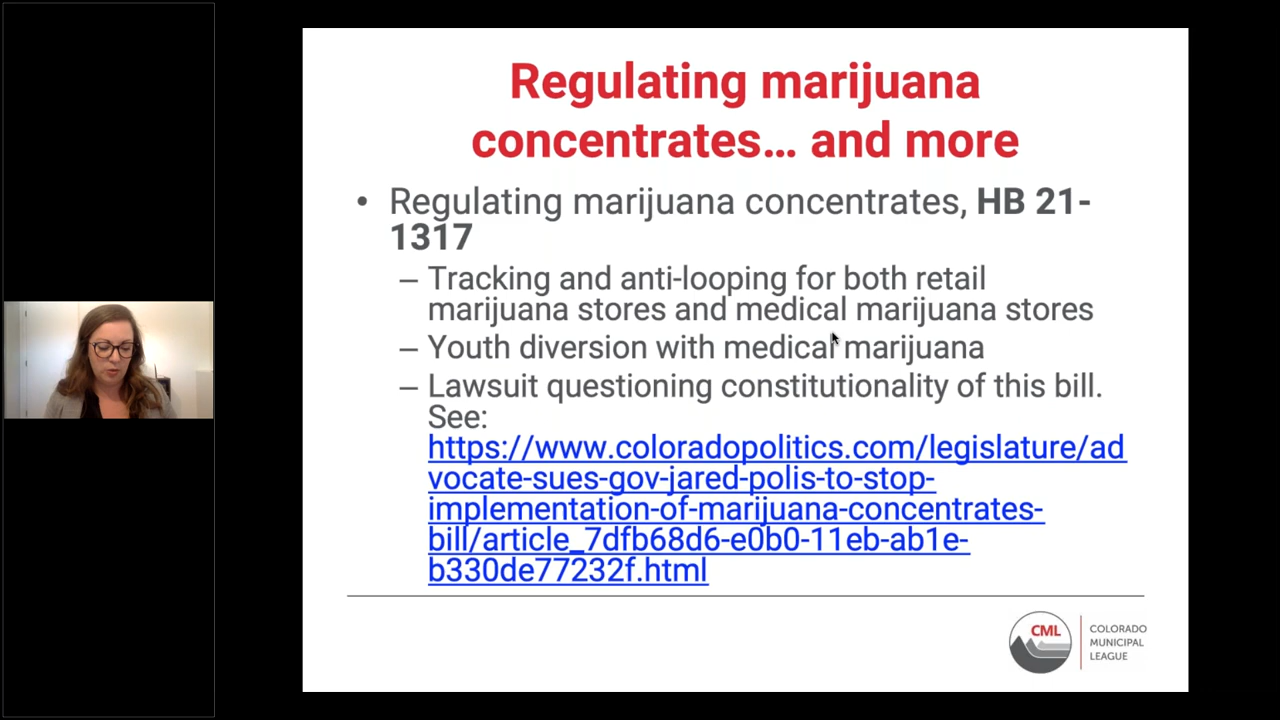 Regulating marijuana
concentrates... and more
• Regulating marijuana concentrates, HB 21-
1317
– Tracking and anti-looping for both retail
marijuana stores and medical marijuana stores
– Youth diversion with medical marijuana
– Lawsuit questioning constitutionality of this bill.
See:
https://www.coloradopolitics.com/legislature/ad
vocate-sues-gov-jared-polis-to-stop-
implementation-of-marijuana-concentrates-
bill/article_7dfb68d6-e0b0-11eb-ab1e-
b330de77232f.html
CML
COLORADO
MUNICIPAL
LEAGUE